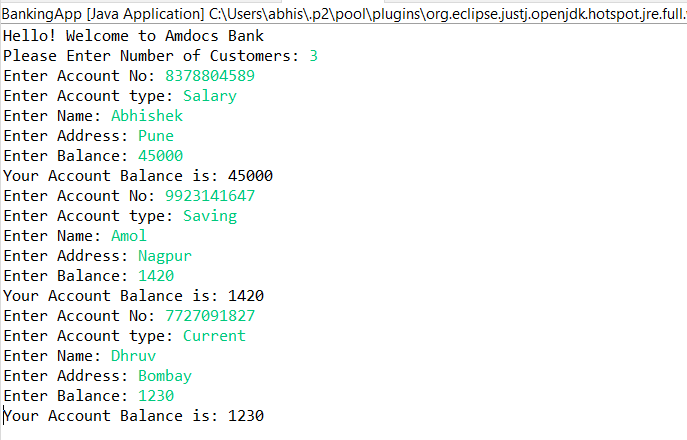 BankingApp [Java Application] C:\Users\abhis\.p2\pool\plugins\org.eclipse.justj.openjdk.hotspot.jre.full.
Hello! Welcome to Amdocs Bank
Please Enter Number of Customers: 3
Enter Account No: 8378804589
Enter Account type: Salary
Enter Name: Abhishek
Enter Address: Pune
Enter Balance: 45000
Your Account Balance is: 45000
Enter Account No: 9923141647
Enter Account type: Saving
Enter Name: Amol
Enter Address: Nagpur
Enter Balance: 1420
Your Account Balance is: 1420
Enter Account No: 7727091827
Enter Account type: Current
Enter Name: Dhruv
Enter Address: Bombay
Enter Balance: 1230
Your Account Balance is: 1230